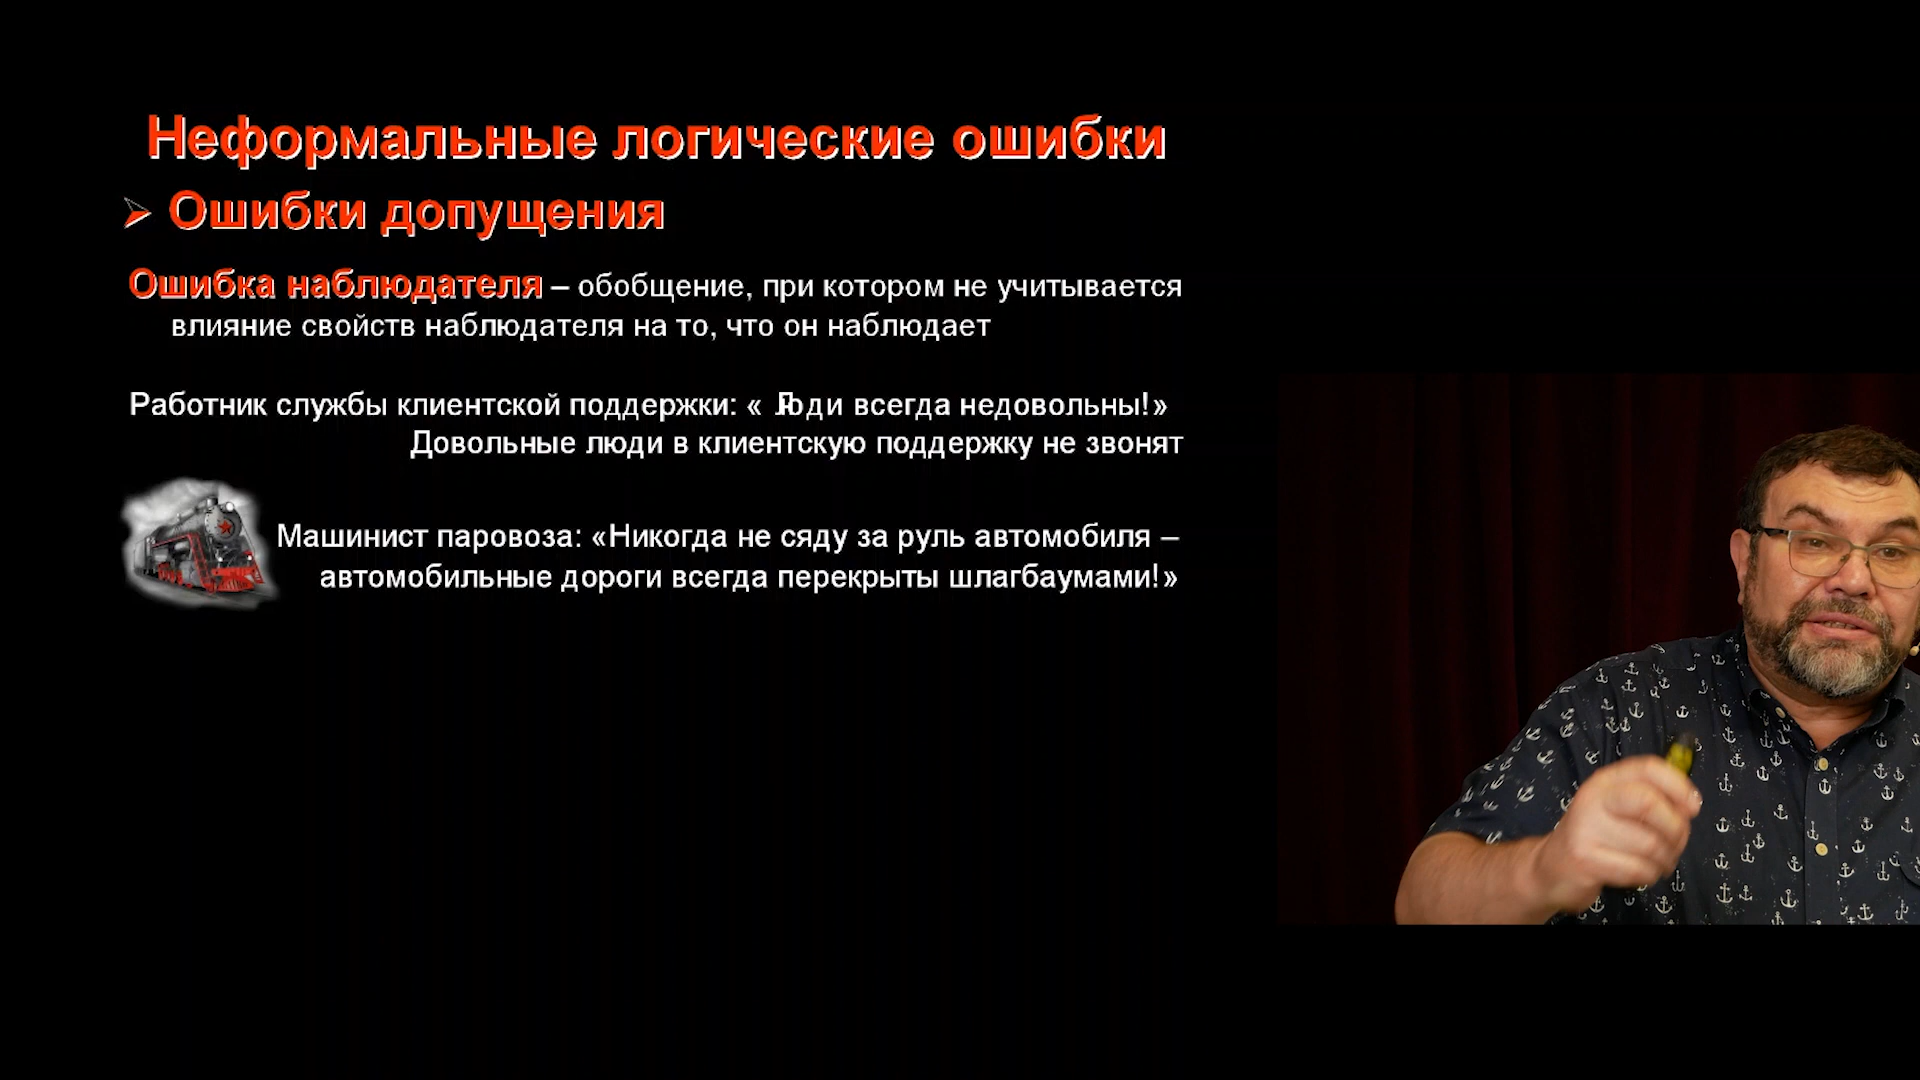 Неформальные логические ошибки
Ошибки допущения
Ошибка наблюдателя – обобщение, при котором не учитывается
влияние свойств наблюдателя на то, что он наблюдает
Работник службы клиентской поддержки: « Люди всегда недовольны!»
Довольные люди в клиентскую поддержку не звонят
Машинист паровоза: «Никогда не сяду за руль автомобиля –
автомобильные дороги всегда перекрыты шлагбаумами!»